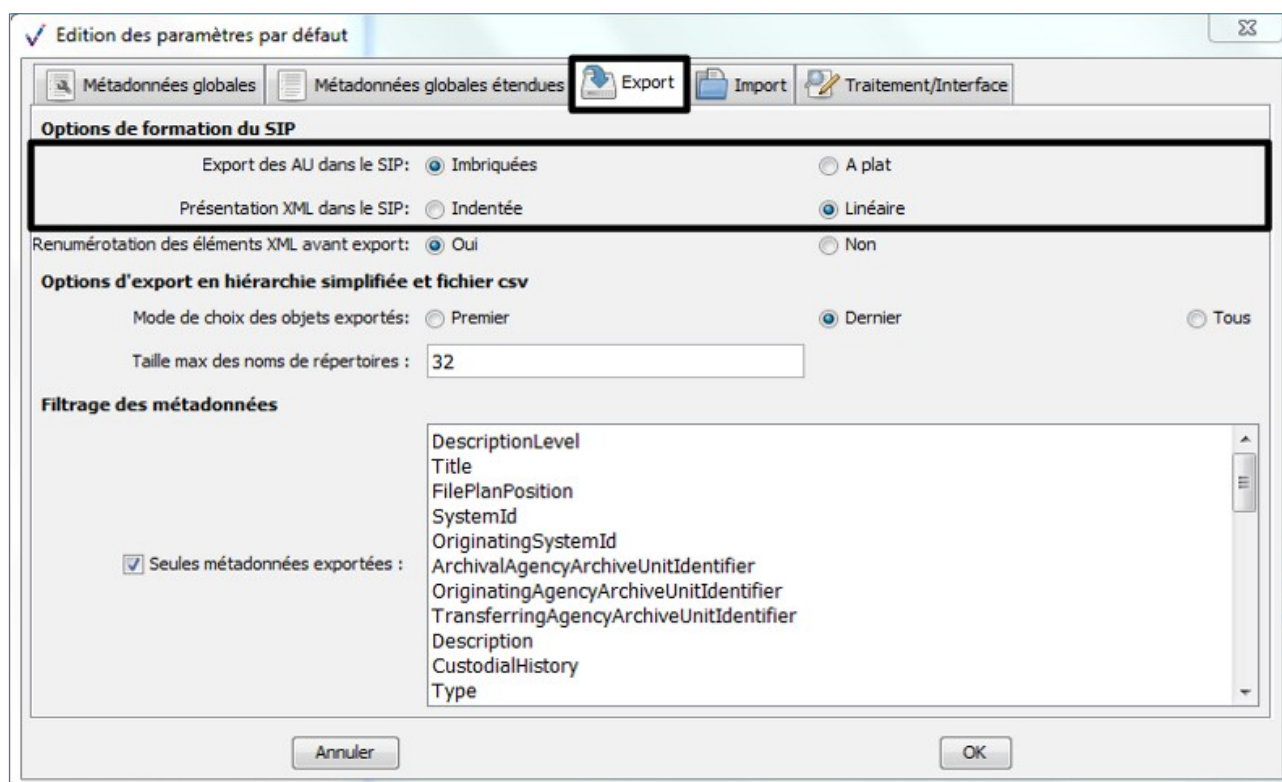 Edition des paramètres par défaut
Métadonnées globales Métadonnées globales étendues Export Import Traitement/Interface
Options de formation du SIP
Export des AU dans le SIP: Imbriquées A plat
Présentation XML dans le SIP: Indentée Linéaire
Renumérotation des éléments XML avant export: Oui Non
Options d'export en hiérarchie simplifiée et fichier csv
Mode de choix des objets exportés: Premier Dernier Tous
Taille max des noms de répertoires : 32
Filtrage des métadonnées
DescriptionLevel
Title
FilePlanPosition
SystemId
OriginatingSystemId
Seules métadonnées exportées : ArchivalAgencyArchiveUnitIdentifier
OriginatingAgencyArchiveUnitIdentifier
TransferringAgencyArchiveUnitIdentifier
Description
CustodialHistory
Type
Annuler OK